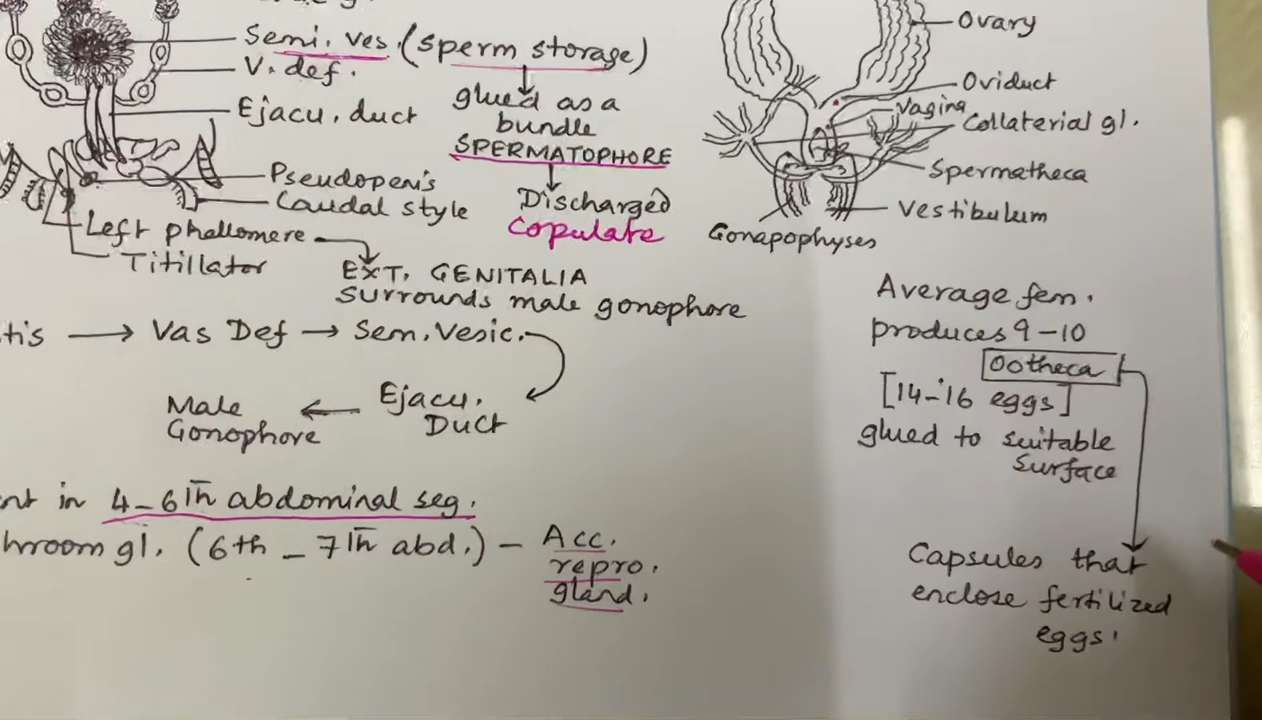 Semi. Ves. (sperm storage)
V. def.
glued as a
bundle
Ejacu. duct
SPERMATOPHORE
Pseudopenis
Caudal style
Discharged
Copulate
Left phallomere
Titillator
EXT. GENITALIA
Surrounds male gonophore
tis → Vas Def → Sem. Vesic.
Ejacu.
Duct
← Male
Gonophore
nt in 4-6th abdominal seg.
hroom gl. (6th - 7th abd.) - Acc.
repro.
gland.
Ovary
Oviduct
Vagina
Collaterial gl.
Spermatheca
Vestibulum
Gonapophyses
Average fem.
produces 9-10
Ootheca
[14-16 eggs]
glued to suitable
Surface
Capsules that
enclose fertilized
eggs.